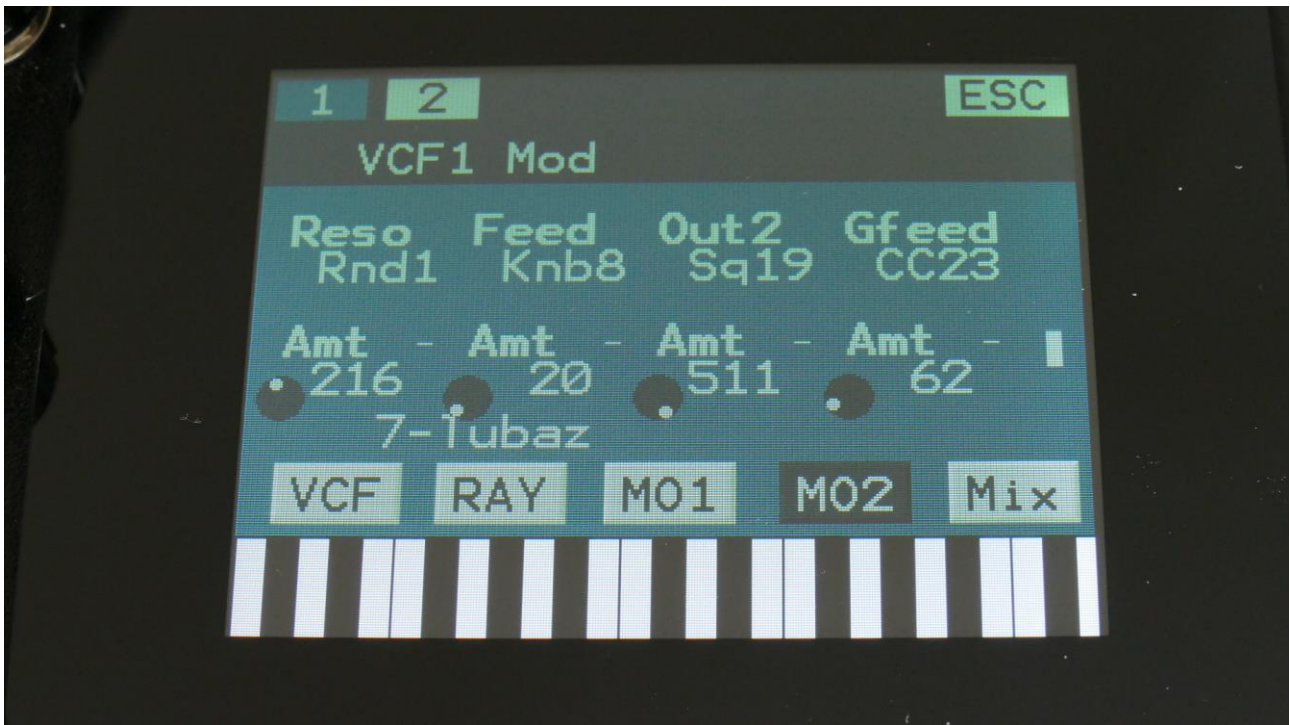 1 2 ESC
VCF1 Mod
Reso Feed Out2 Gfeed
Rnd1 Knb8 Sq19 CC23
Amt - Amt - Amt - Amt -
216 20 511 62
7-Tubaz
VCF RAY MO1 MO2 Mix